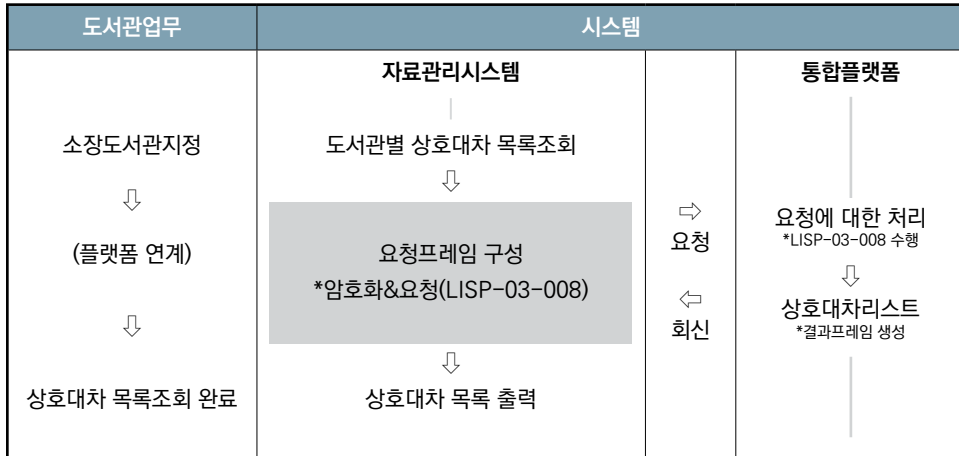 도서관업무
시스템
자료관리시스템
통합플랫폼
소장도서관지정
도서관별 상호대차 목록조회
⇩
⇩
⇨
요청
요청에 대한 처리
*LISP-03-008 수행
(플랫폼 연계)
요청프레임 구성
*암호화&요청(LISP-03-008)
⇩
⇦
회신
상호대차리스트
*결과프레임 생성
⇩
⇩
상호대차 목록조회 완료
상호대차 목록 출력